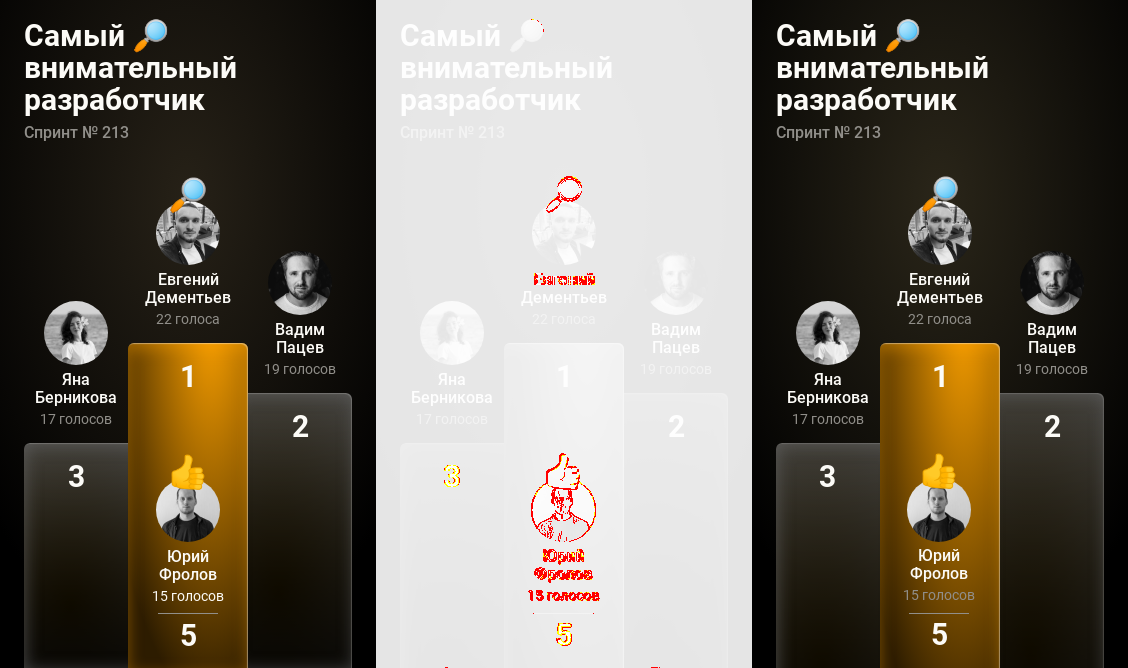 Самый 🔎
внимательный
разработчик
Спринт № 213
Евгений
Дементьев
22 голоса
Вадим
Пацев
19 голосов
Яна
Берникова
17 голосов
1
2
3
👍
Юрий
Фролов
15 голосов
5
Самый
внимательный
разработчик
Спринт № 213
Евгений
Дементьев
22 голоса
Вадим
Пацев
19 голосов
Яна
Берникова
17 голосов
1
2
3
Юрий
Фролов
15 голосов
5
Самый 🔎
внимательный
разработчик
Спринт № 213
Евгений
Дементьев
22 голоса
Вадим
Пацев
19 голосов
Яна
Берникова
17 голосов
1
2
3
👍
Юрий
Фролов
15 голосов
5